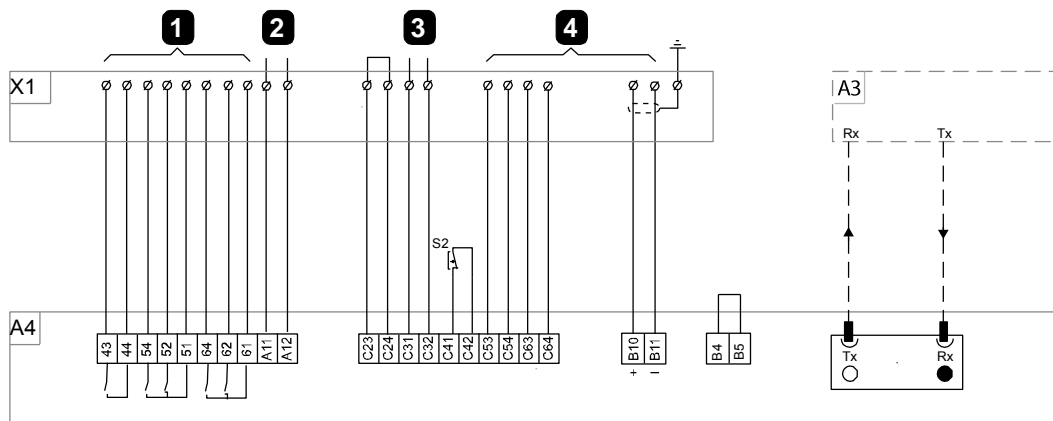 1 2 3 4
X1
A3
Rx Tx
S2
A4
43 44 54 52 51 64 62 61 A11 A12
C23 C24 C31 C32 C41 C42 C53 C54 C63 C64
B10 B11
+ −
B4 B5
Tx Rx